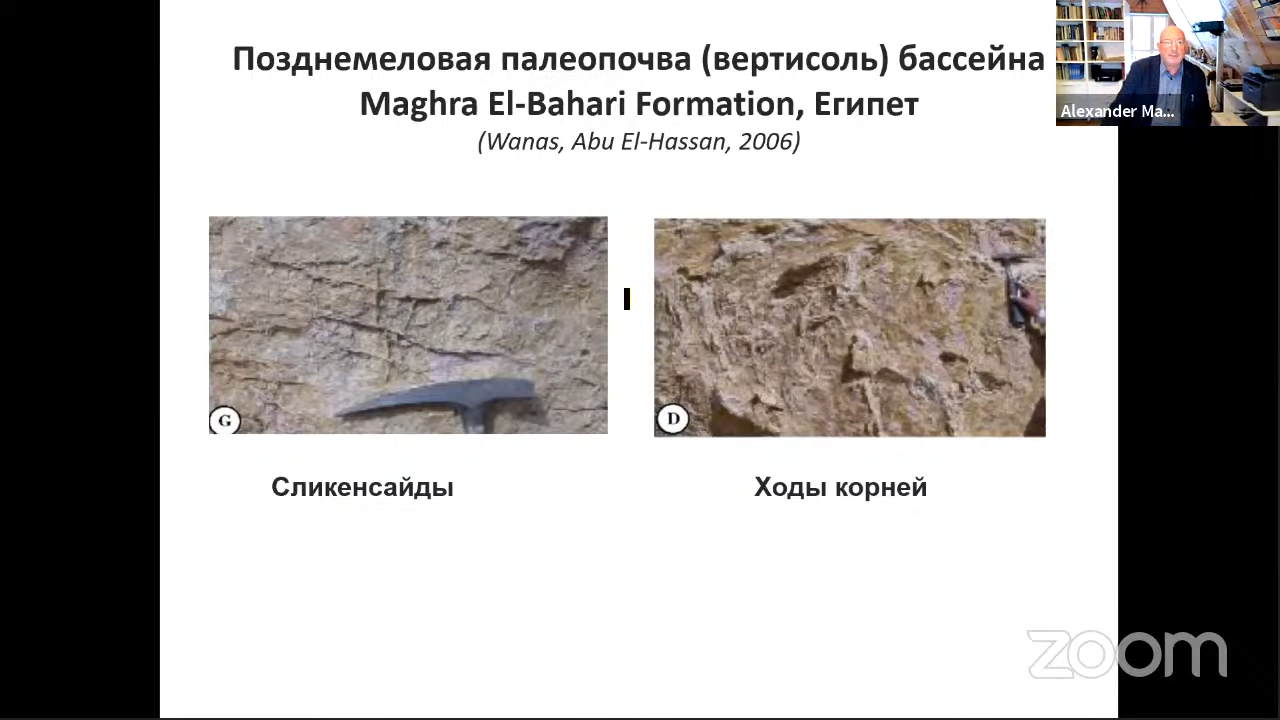 Позднемеловая палеопочва (вертисоль) бассейна
Maghra El-Bahari Formation, Египет
(Wanas, Abu El-Hassan, 2006)
Alexander Ma...
G
D
Сликенсайды
Ходы корней
zoom